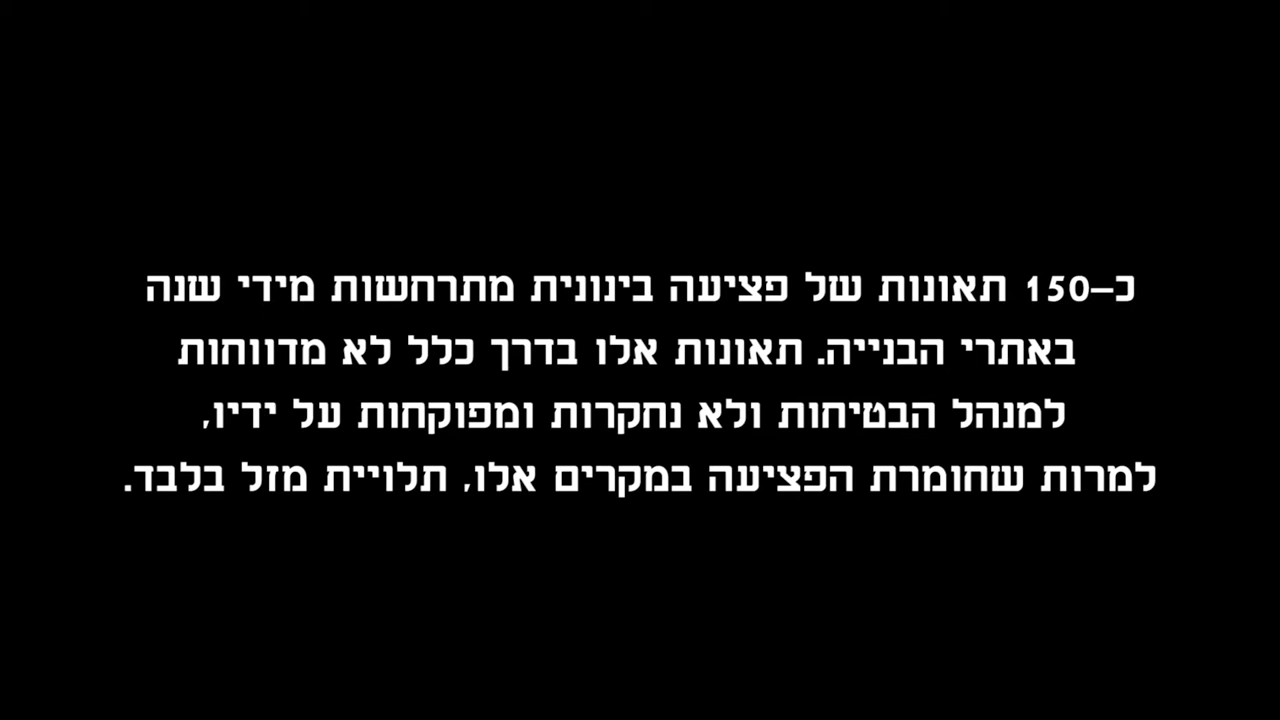 כ–150 תאונות של פציעה בינונית מתרחשות מידי שנה
באתרי הבנייה. תאונות אלו בדרך כלל לא מדווחות
למנהל הבטיחות ולא נחקרות ומפוקחות על ידיו,
למרות שחומרת הפציעה במקרים אלו, תלויית מזל בלבד.